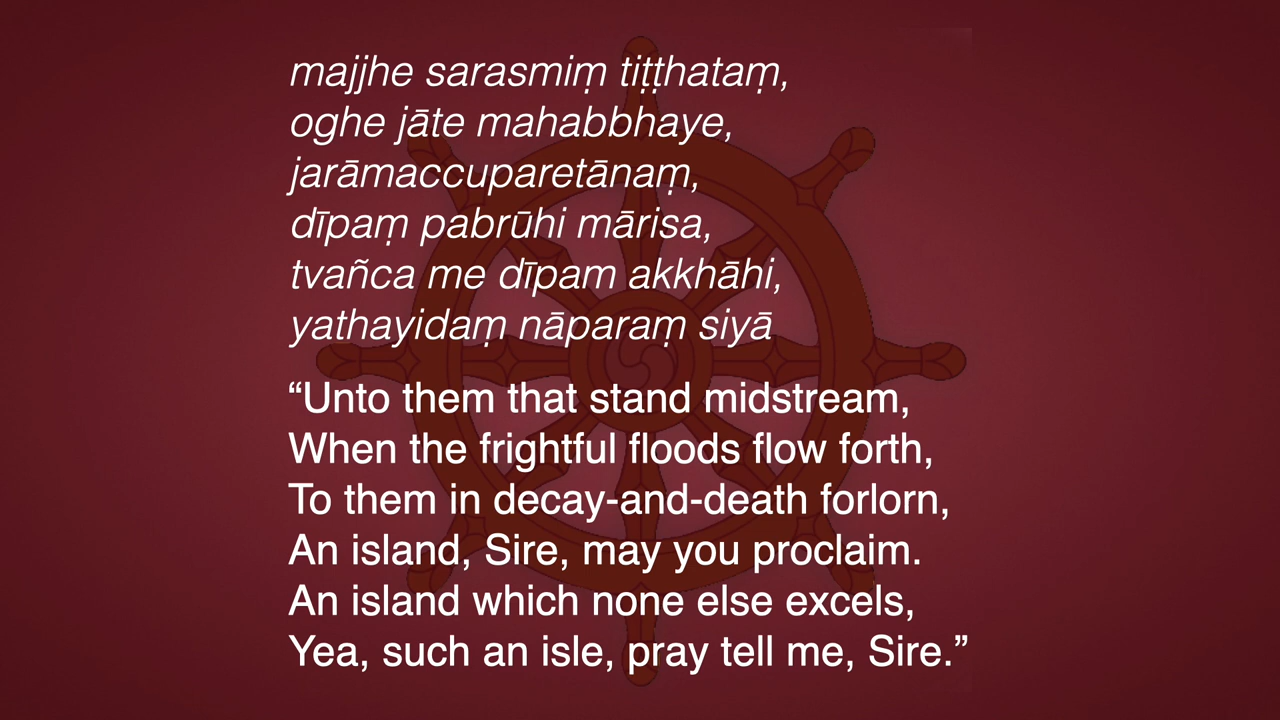 majjhe sarasmiṃ tiṭṭhataṃ,
oghe jāte mahabbhaye,
jarāmaccuparetānaṃ,
dīpaṃ pabrūhi mārisa,
tvañca me dīpam akkhāhi,
yathayidaṃ nāparaṃ siyā
“Unto them that stand midstream,
When the frightful floods flow forth,
To them in decay-and-death forlorn,
An island, Sire, may you proclaim.
An island which none else excels,
Yea, such an isle, pray tell me, Sire.”